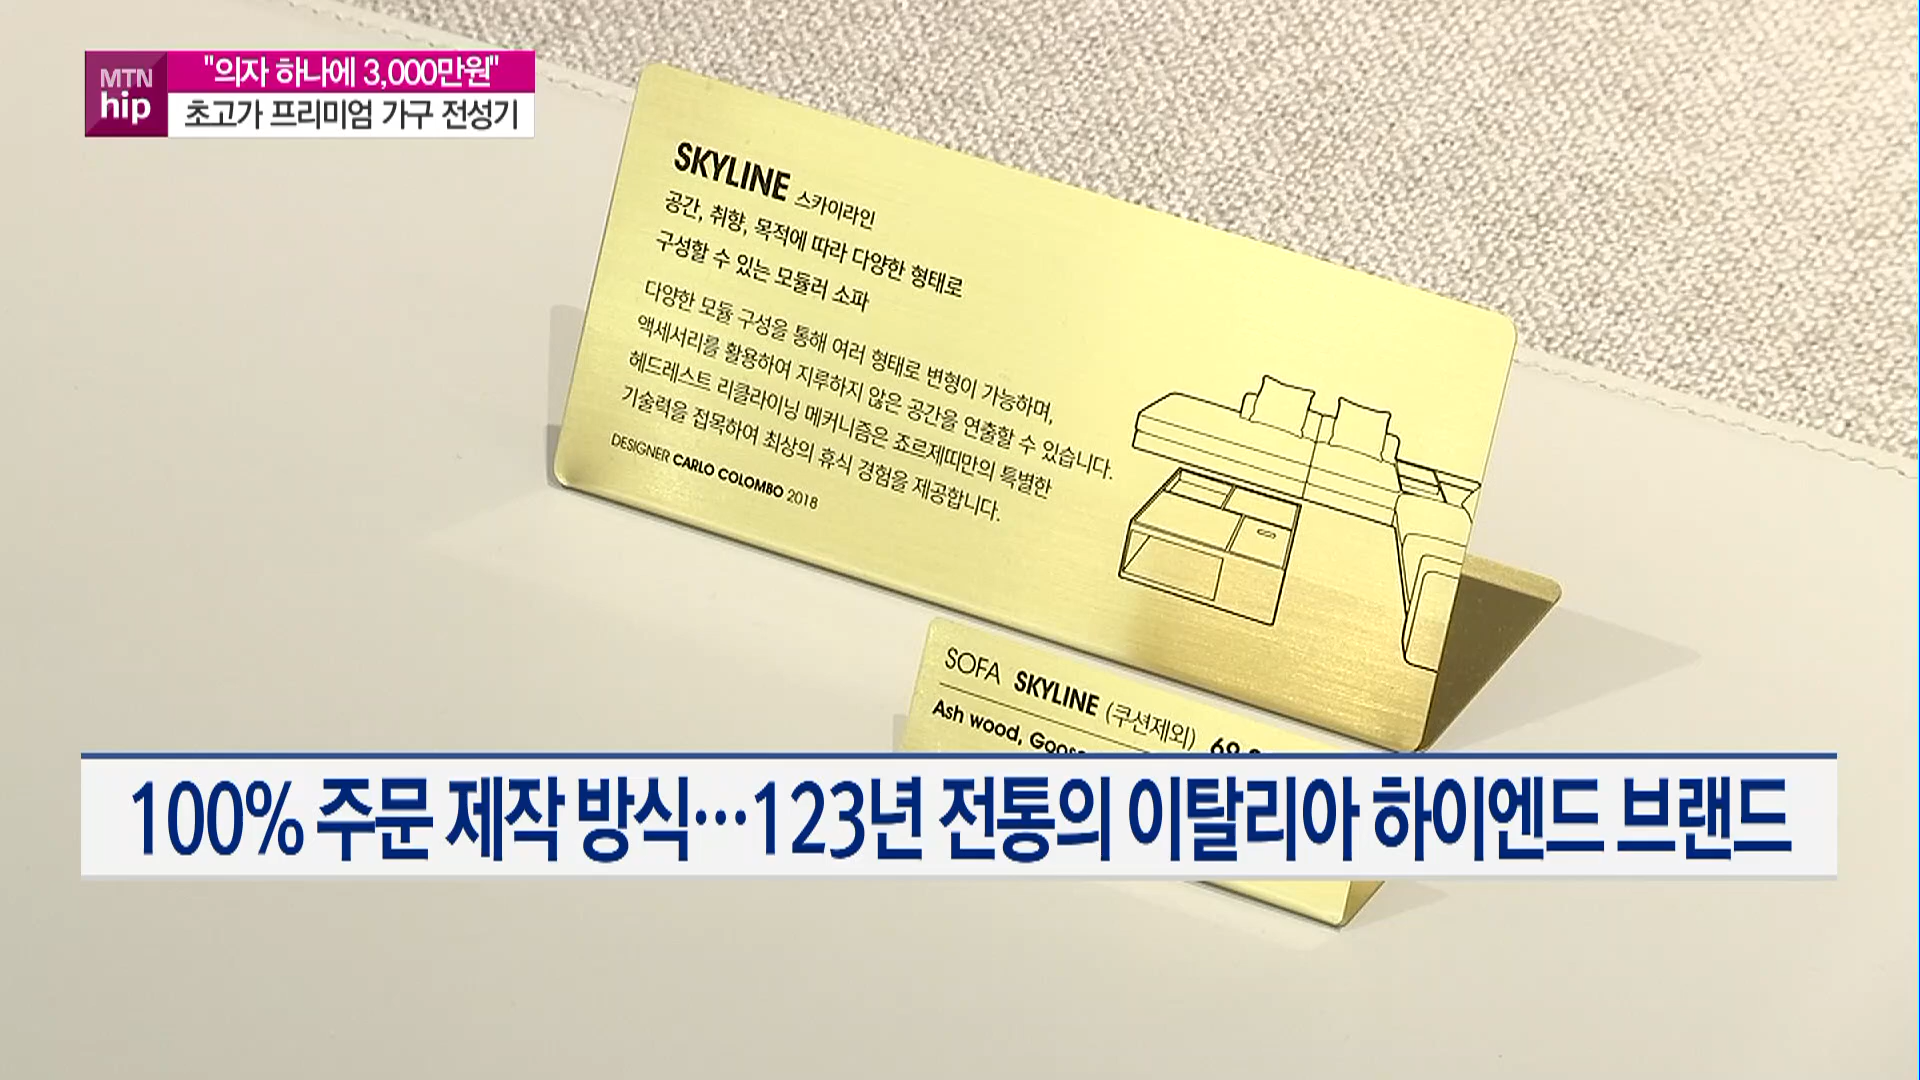 MTN
hip
"의자 하나에 3,000만원"
초고가 프리미엄 가구 전성기
SKYLINE 스카이라인
공간, 취향, 목적에 따라 다양한 형태로
구성할 수 있는 모듈러 소파
다양한 모듈 구성을 통해 여러 형태로 변형이 가능하며,
액세서리를 활용하여 지루하지 않은 공간을 연출할 수 있습니다.
헤드레스트 리클라이닝 메커니즘은 죠르제띠만의 특별한
기술력을 접목하여 최상의 휴식 경험을 제공합니다.
DESIGNER CARLO COLOMBO 2018
SOFA SKYLINE (쿠션제외)
Ash wood,
100% 주문 제작 방식···123년 전통의 이탈리아 하이엔드 브랜드